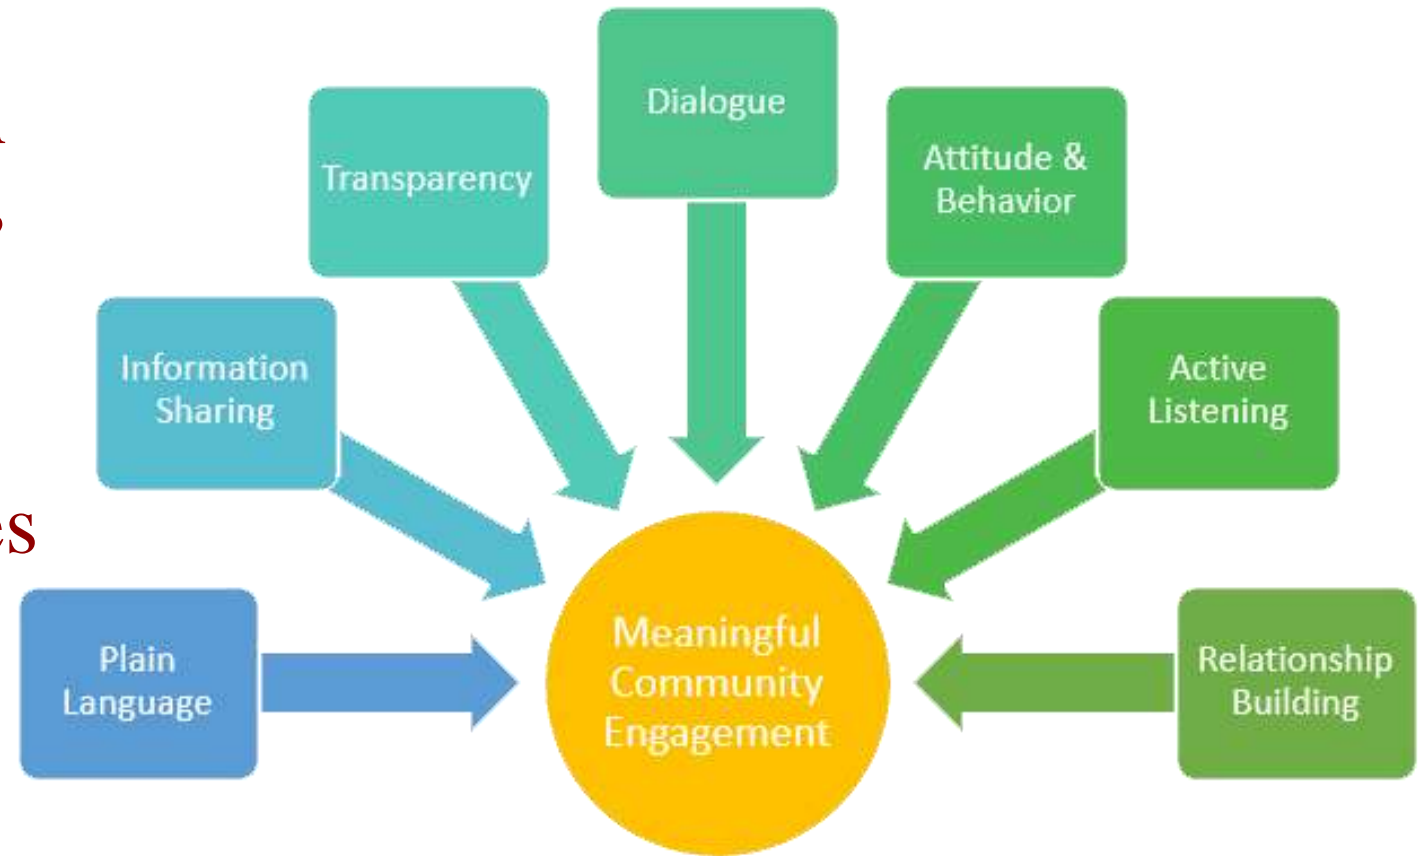 Dialogue
Transparency
Attitude &
Behavior
Information
Sharing
Active
Listening
Plain
Language
Meaningful
Community
Engagement
Relationship
Building